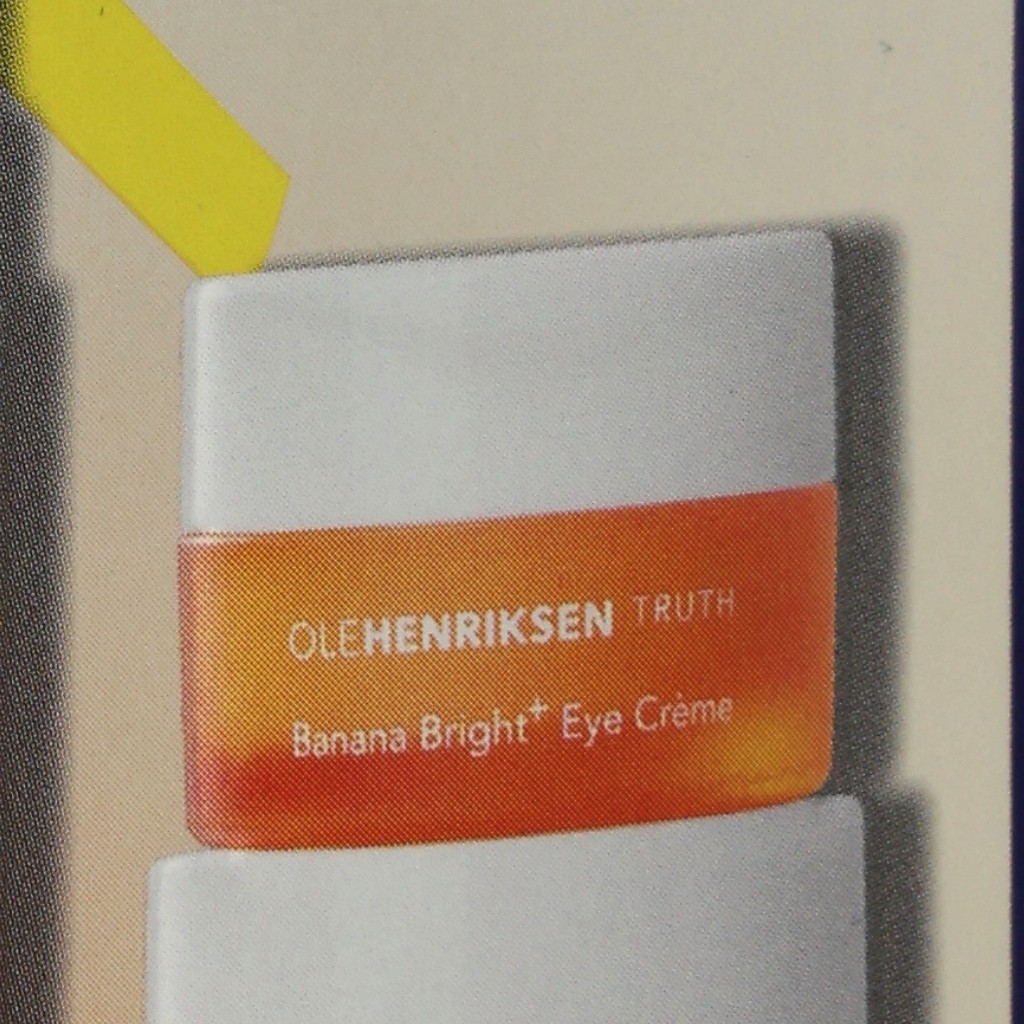 OLEHENRIKSEN TRUTH
Banana Bright+ Eye Crème